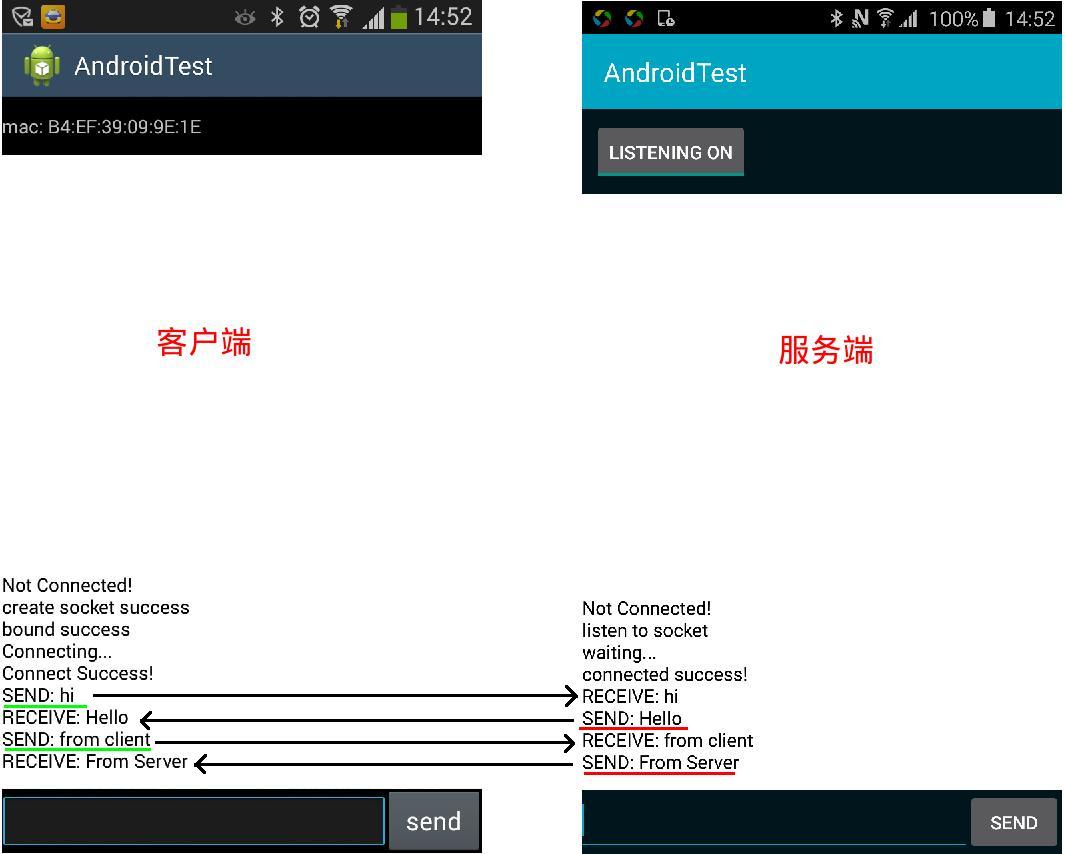 14:52
AndroidTest
mac: B4:EF:39:09:9E:1E
客户端
Not Connected!
create socket success
bound success
Connecting...
Connect Success!
SEND: hi
RECEIVE: Hello
SEND: from client
RECEIVE: From Server
send
100% 14:52
AndroidTest
LISTENING ON
服务端
Not Connected!
listen to socket
waiting...
connected success!
RECEIVE: hi
SEND: Hello
RECEIVE: from client
SEND: From Server
SEND